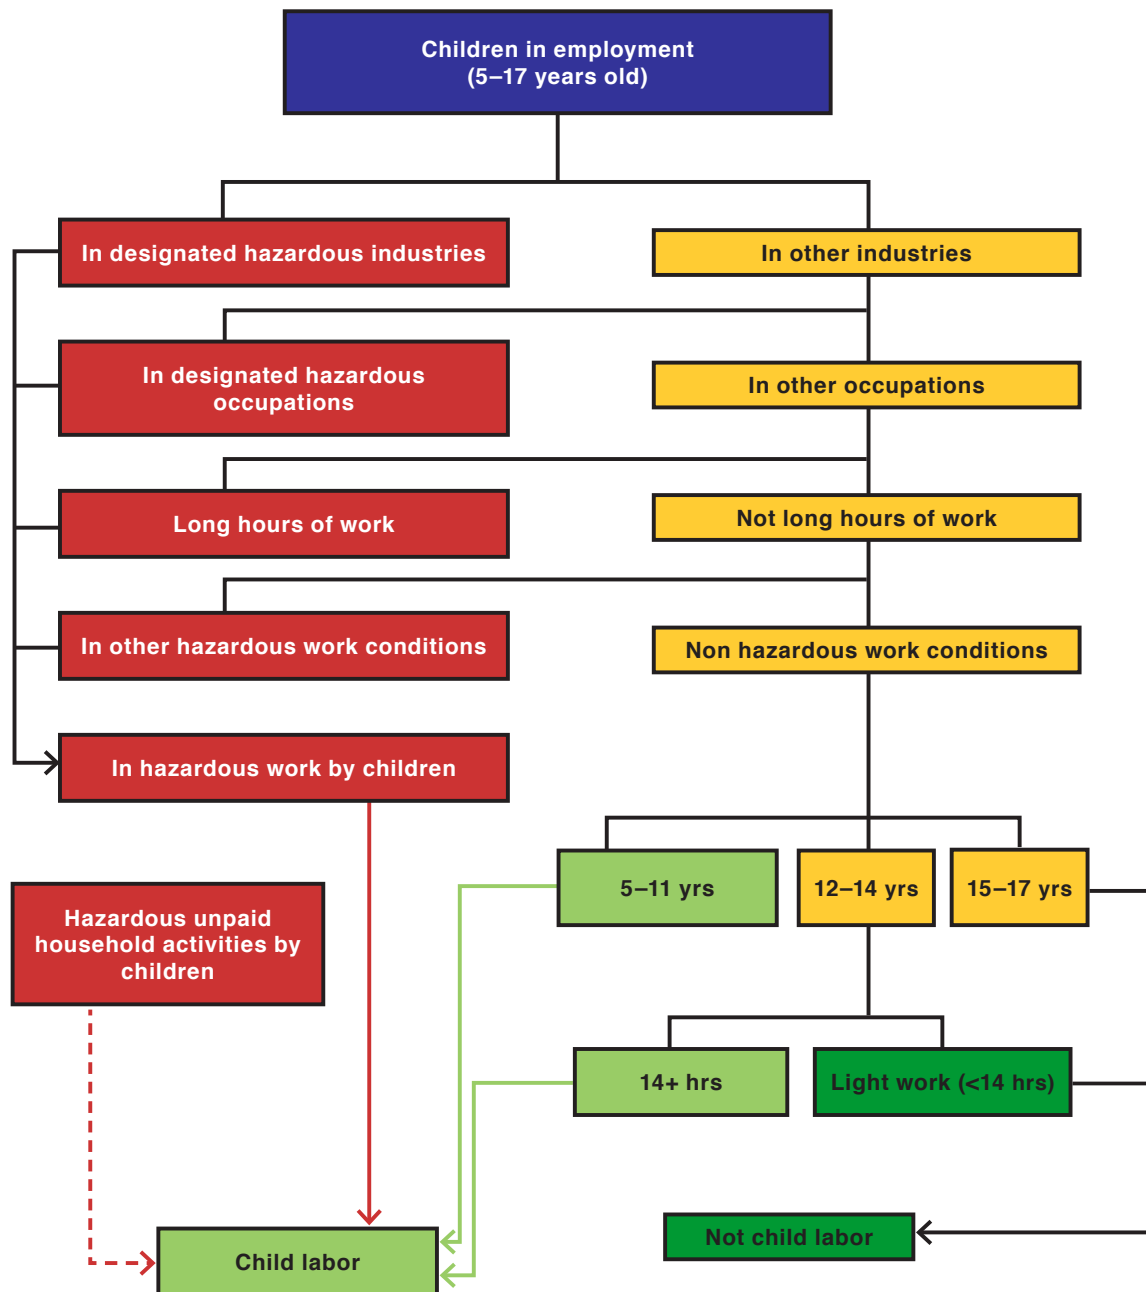 Children in employment
(5–17 years old)
In designated hazardous industries
In other industries
In designated hazardous
occupations
In other occupations
Long hours of work
Not long hours of work
In other hazardous work conditions
Non hazardous work conditions
In hazardous work by children
5–11 yrs
12–14 yrs
15–17 yrs
Hazardous unpaid
household activities by
children
14+ hrs
Light work (<14 hrs)
Child labor
Not child labor